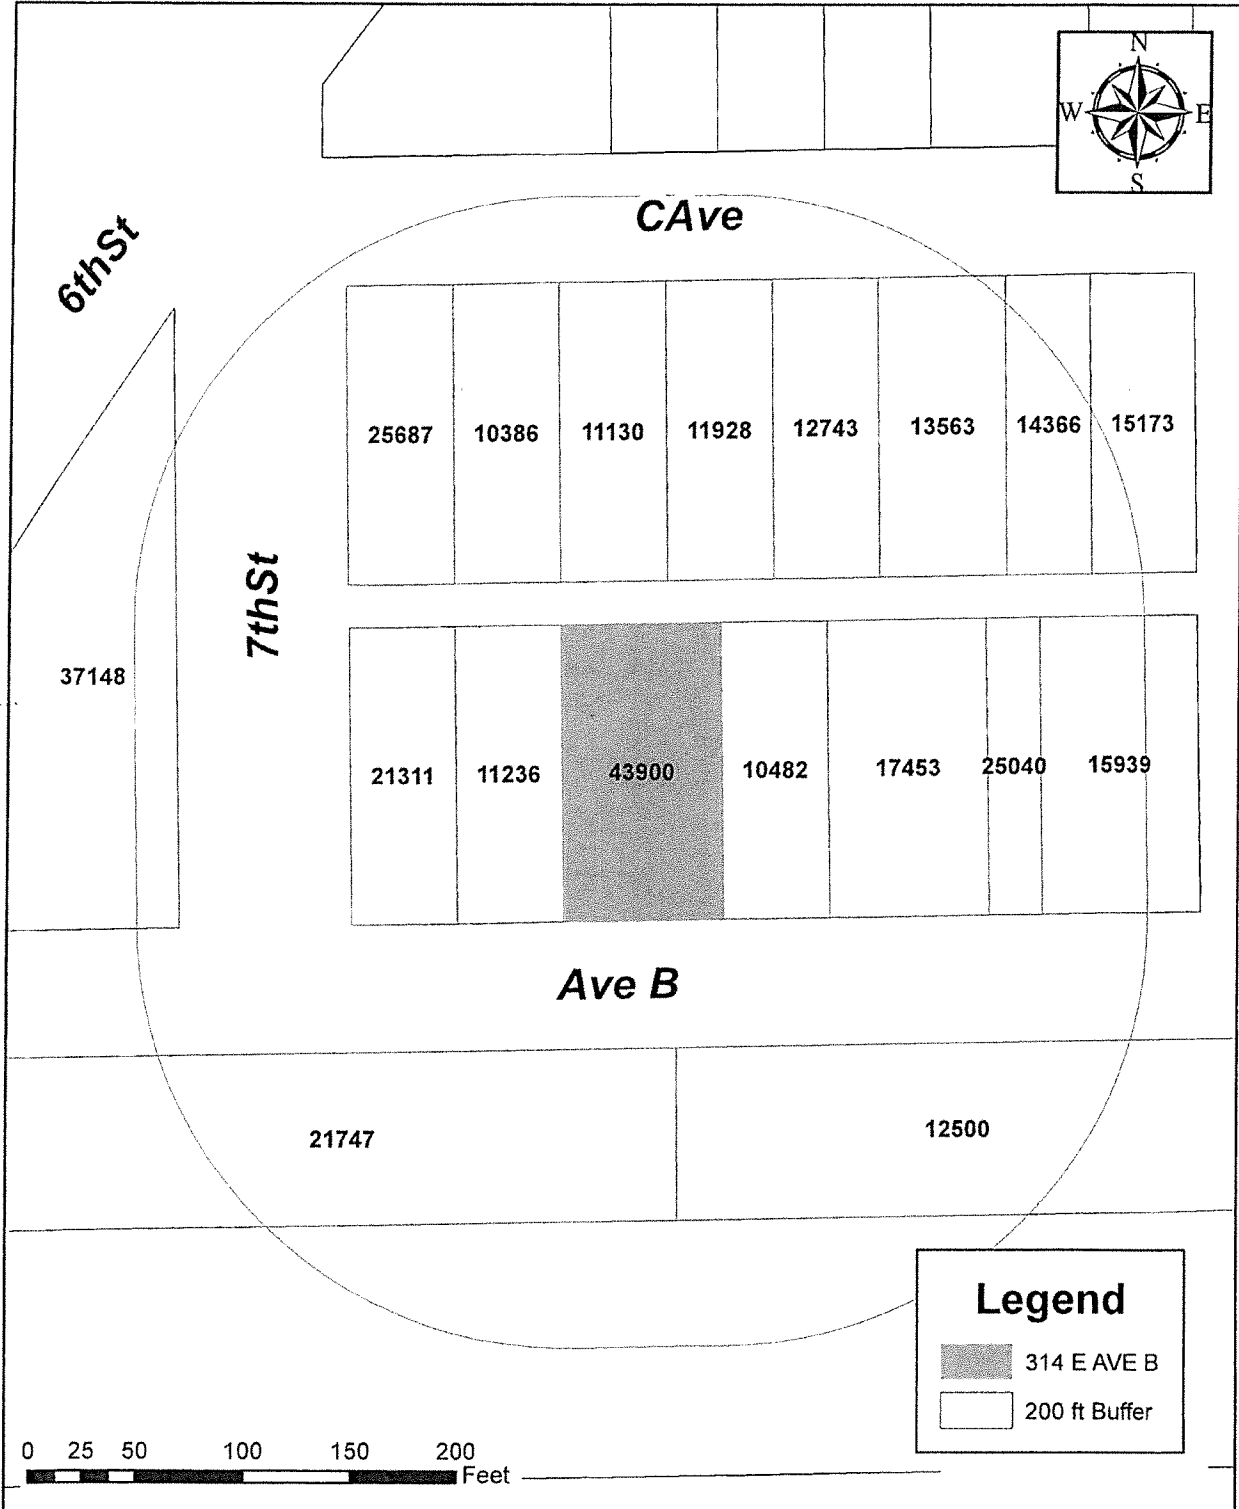 N
W E
S
CAve
6thSt
25687 10386 11130 11928 12743 13563 14366 15173
7thSt
37148
21311 11236 43900 10482 17453 25040 15939
Ave B
21747 12500
Legend
314 E AVE B
200 ft Buffer
0 25 50 100 150 200
Feet